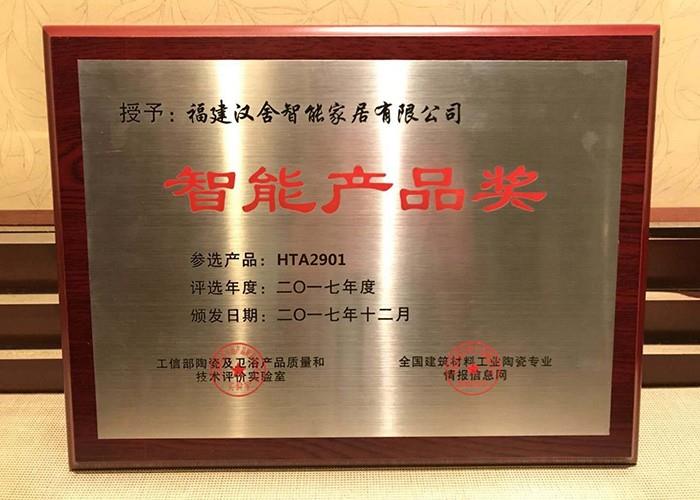 授予：福建汉舍智能家居有限公司
智能产品奖
参选产品：HTA2901
评选年度：二〇一七年度
颁发日期：二〇一七年十二月
工信部陶瓷及卫浴产品质量和
技术评价实验室
全国建筑材料工业陶瓷专业
情报信息网